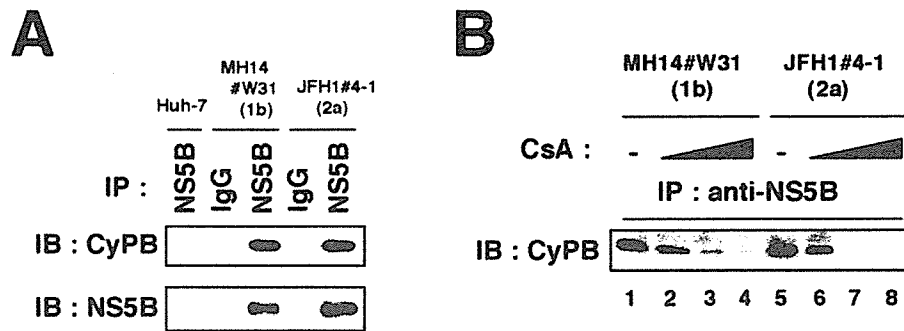 A
Huh-7
MH14
#W31
(1b)
JFH1#4-1
(2a)
IP :
NS5B
IgG
NS5B
IgG
NS5B
IB : CyPB
IB : NS5B
B
MH14#W31
(1b)
JFH1#4-1
(2a)
CsA :
-
-
IP : anti-NS5B
IB : CyPB
1 2 3 4 5 6 7 8